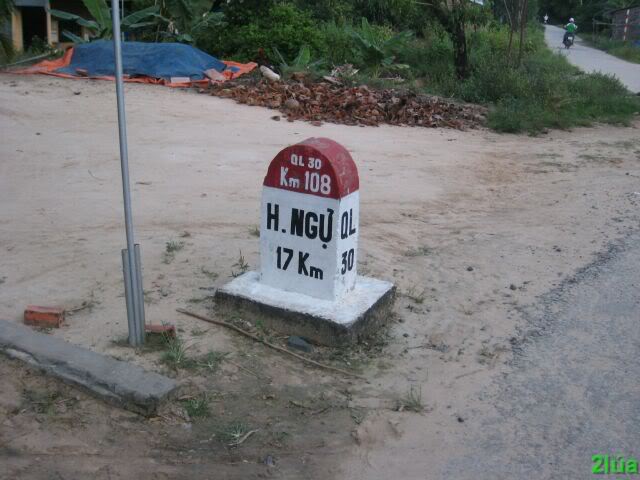 QL 30
Km 108
H. NGỰ
17 Km
QL
30
2lúa